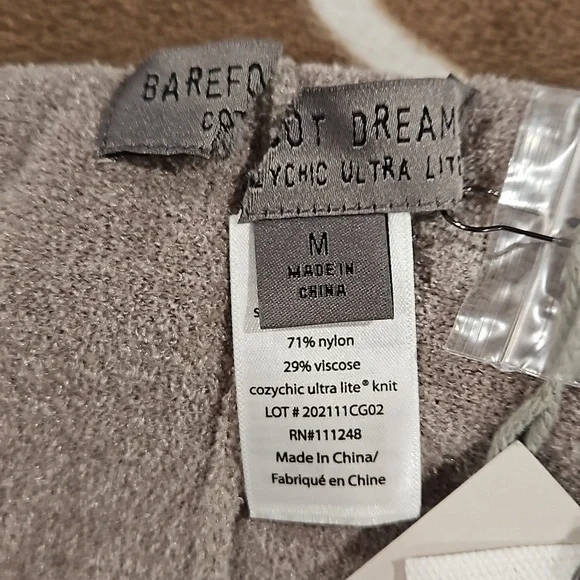 BAREFO
COT
OOT DREAM
ZYCHIC ULTRA LITE
M
MADE IN
CHINA
71% nylon
29% viscose
cozychic ultra lite® knit
LOT # 202111CG02
RN#111248
Made In China/
Fabriqué en Chine